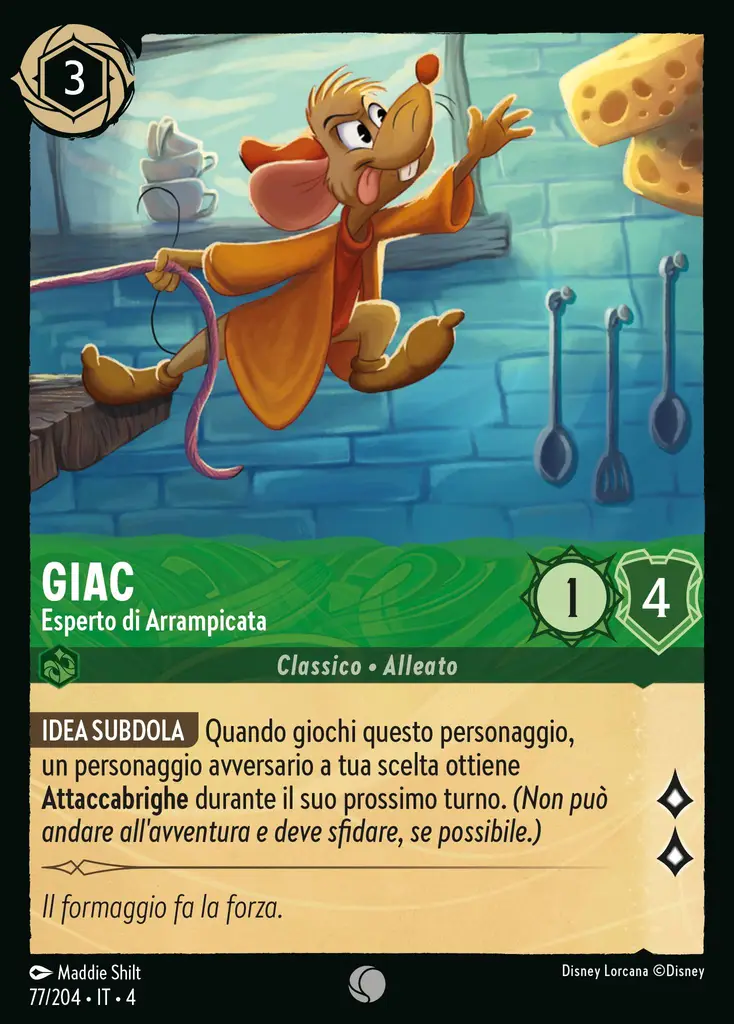 3
GIAC
Esperto di Arrampicata
1
4
Classico • Alleato
IDEA SUBDOLA Quando giochi questo personaggio,
un personaggio avversario a tua scelta ottiene
Attaccabrighe durante il suo prossimo turno. (Non può
andare all'avventura e deve sfidare, se possibile.)
Il formaggio fa la forza.
Maddie Shilt
Disney Lorcana ©Disney
77/204 • IT • 4